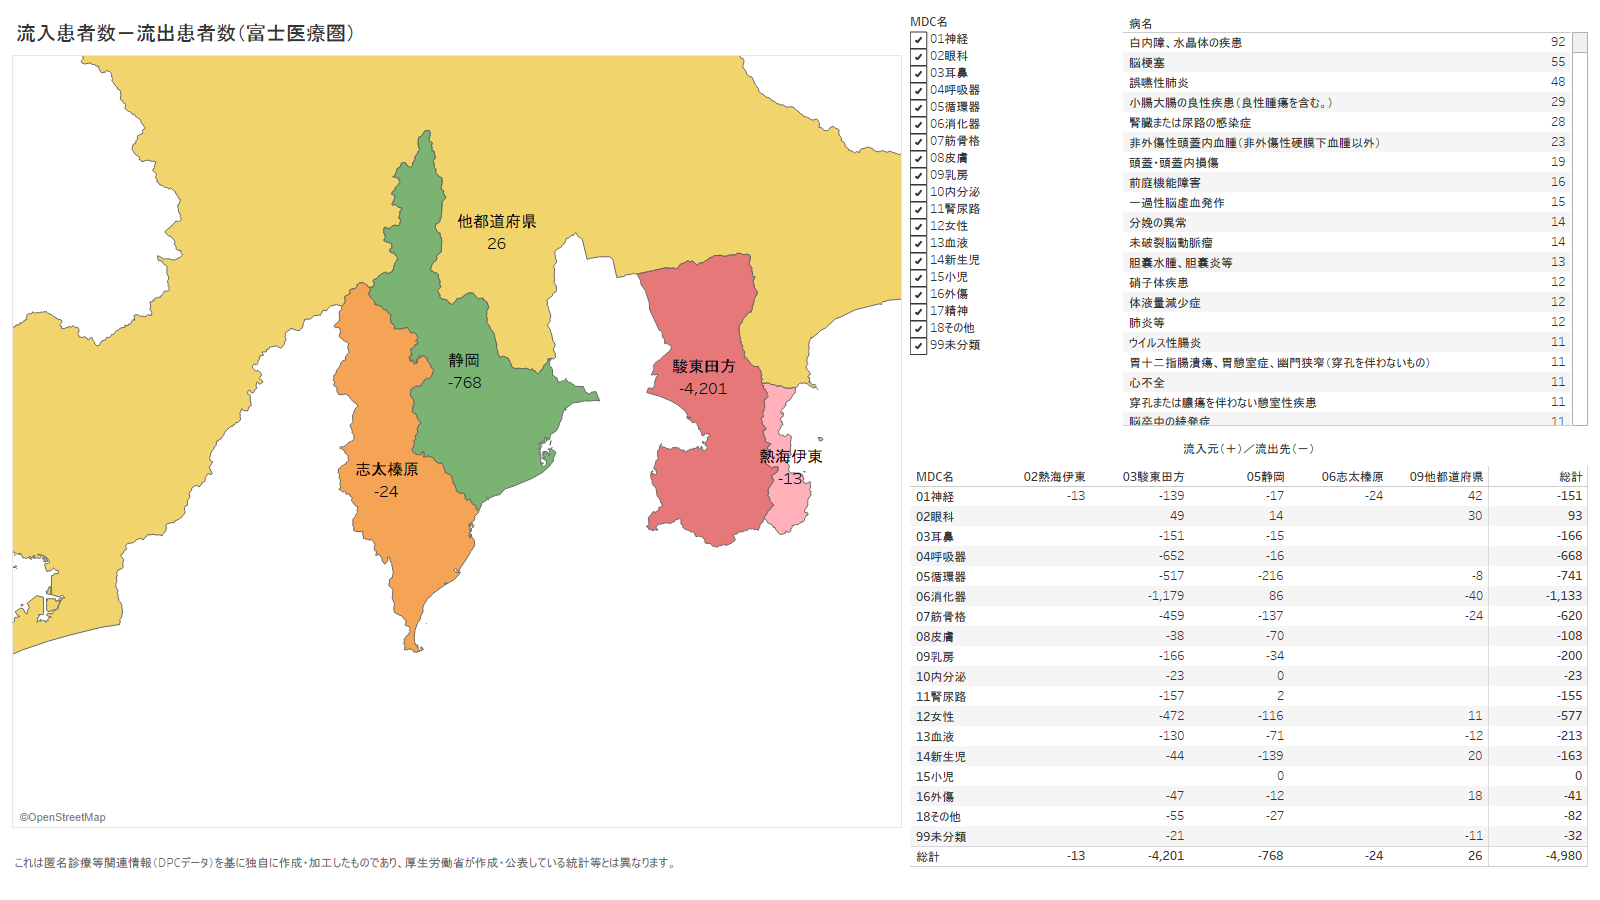 流入患者数－流出患者数（富士医療圏）
他都道府県
26
静岡
-768
駿東田方
-4,201
熱海伊東
-13
志太榛原
-24
©OpenStreetMap
これは匿名診療等関連情報（DPCデータ）を基に独自に作成・加工したものであり、厚生労働省が作成・公表している統計等とは異なります。
MDC名
01神経
02眼科
03耳鼻
04呼吸器
05循環器
06消化器
07筋骨格
08皮膚
09乳房
10内分泌
11腎尿路
12女性
13血液
14新生児
15小児
16外傷
17精神
18その他
99未分類
病名
白内障、水晶体の疾患 92
脳梗塞 55
誤嚥性肺炎 48
小腸大腸の良性疾患（良性腫瘍を含む。） 29
腎臓または尿路の感染症 28
非外傷性頭蓋内血腫（非外傷性硬膜下血腫以外） 23
頭蓋・頭蓋内損傷 19
前庭機能障害 16
一過性脳虚血発作 15
分娩の異常 14
未破裂脳動脈瘤 14
胆嚢水腫、胆嚢炎等 13
硝子体疾患 12
体液量減少症 12
肺炎等 12
ウイルス性腸炎 11
胃十二指腸潰瘍、胃憩室症、幽門狭窄（穿孔を伴わないもの） 11
心不全 11
穿孔または膿瘍を伴わない憩室性疾患 11
脳卒中の続発症 11
流入元（＋）／流出先（－）
MDC名 02熱海伊東 03駿東田方 05静岡 06志太榛原 09他都道府県 総計
01神経 -13 -139 -17 -24 42 -151
02眼科 49 14 30 93
03耳鼻 -151 -15 -166
04呼吸器 -652 -16 -668
05循環器 -517 -216 -8 -741
06消化器 -1,179 86 -40 -1,133
07筋骨格 -459 -137 -24 -620
08皮膚 -38 -70 -108
09乳房 -166 -34 -200
10内分泌 -23 0 -23
11腎尿路 -157 2 -155
12女性 -472 -116 11 -577
13血液 -130 -71 -12 -213
14新生児 -44 -139 20 -163
15小児 0 0
16外傷 -47 -12 18 -41
18その他 -55 -27 -82
99未分類 -21 -11 -32
総計 -13 -4,201 -768 -24 26 -4,980